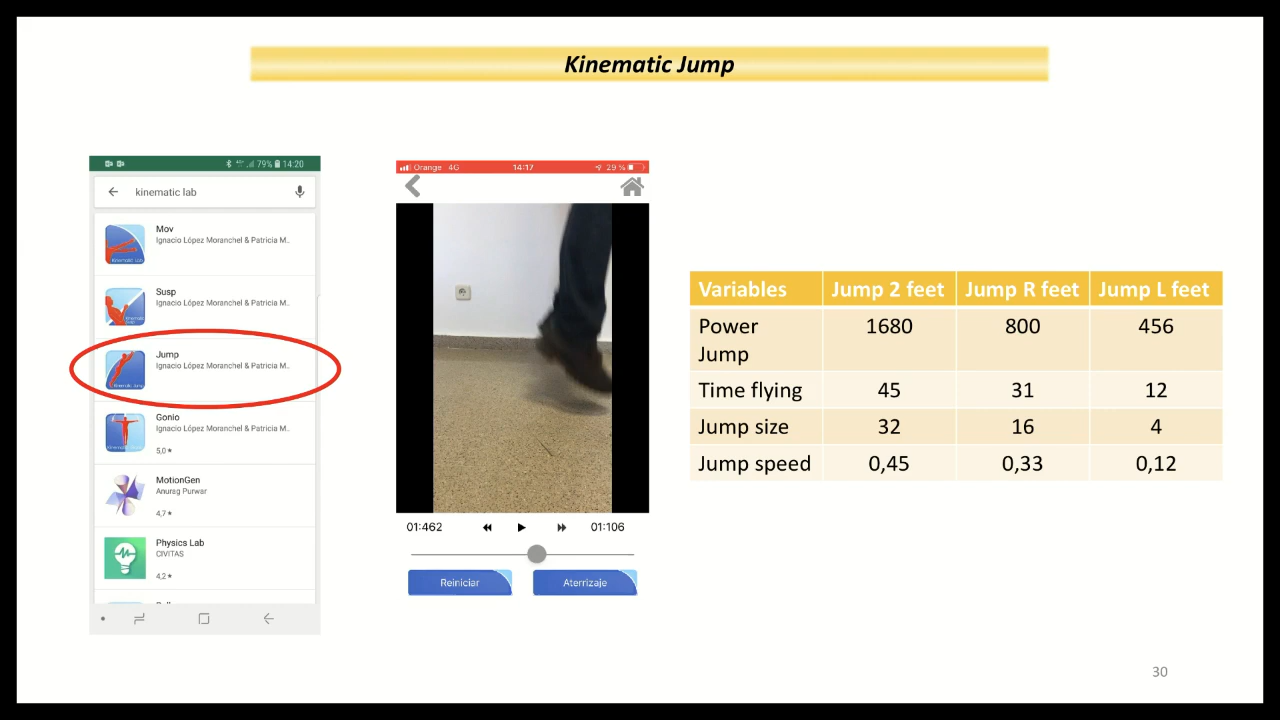 Kinematic Jump
79% 14:20
kinematic lab
Mov
Ignacio López Moranchel & Patricia M..
Susp
Ignacio López Moranchel & Patricia M..
Jump
Ignacio López Moranchel & Patricia M..
Gonio
Ignacio López Moranchel & Patricia M..
5,0 ★
MotionGen
Anurag Purwar
4,7 ★
Physics Lab
CIVITAS
4,2 ★
Orange 4G 14:17 29 %
01:462 01:106
Reiniciar Aterrizaje
Variables Jump 2 feet Jump R feet Jump L feet
Power 1680 800 456
Jump
Time flying 45 31 12
Jump size 32 16 4
Jump speed 0,45 0,33 0,12
30